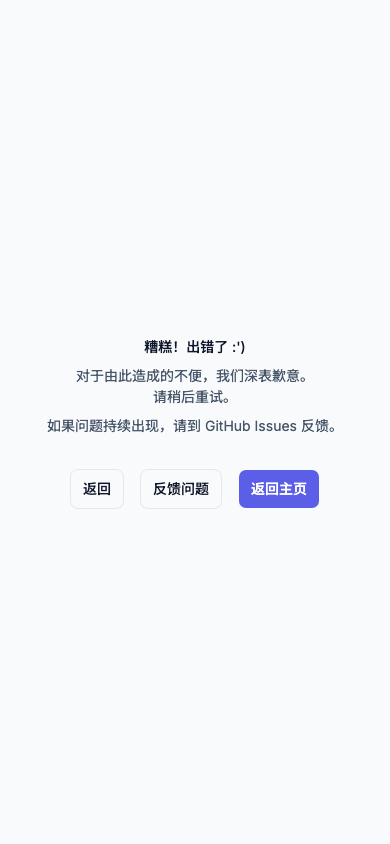 糟糕！出错了 :')
对于由此造成的不便，我们深表歉意。
请稍后重试。
如果问题持续出现，请到 GitHub Issues 反馈。
返回
反馈问题
返回主页